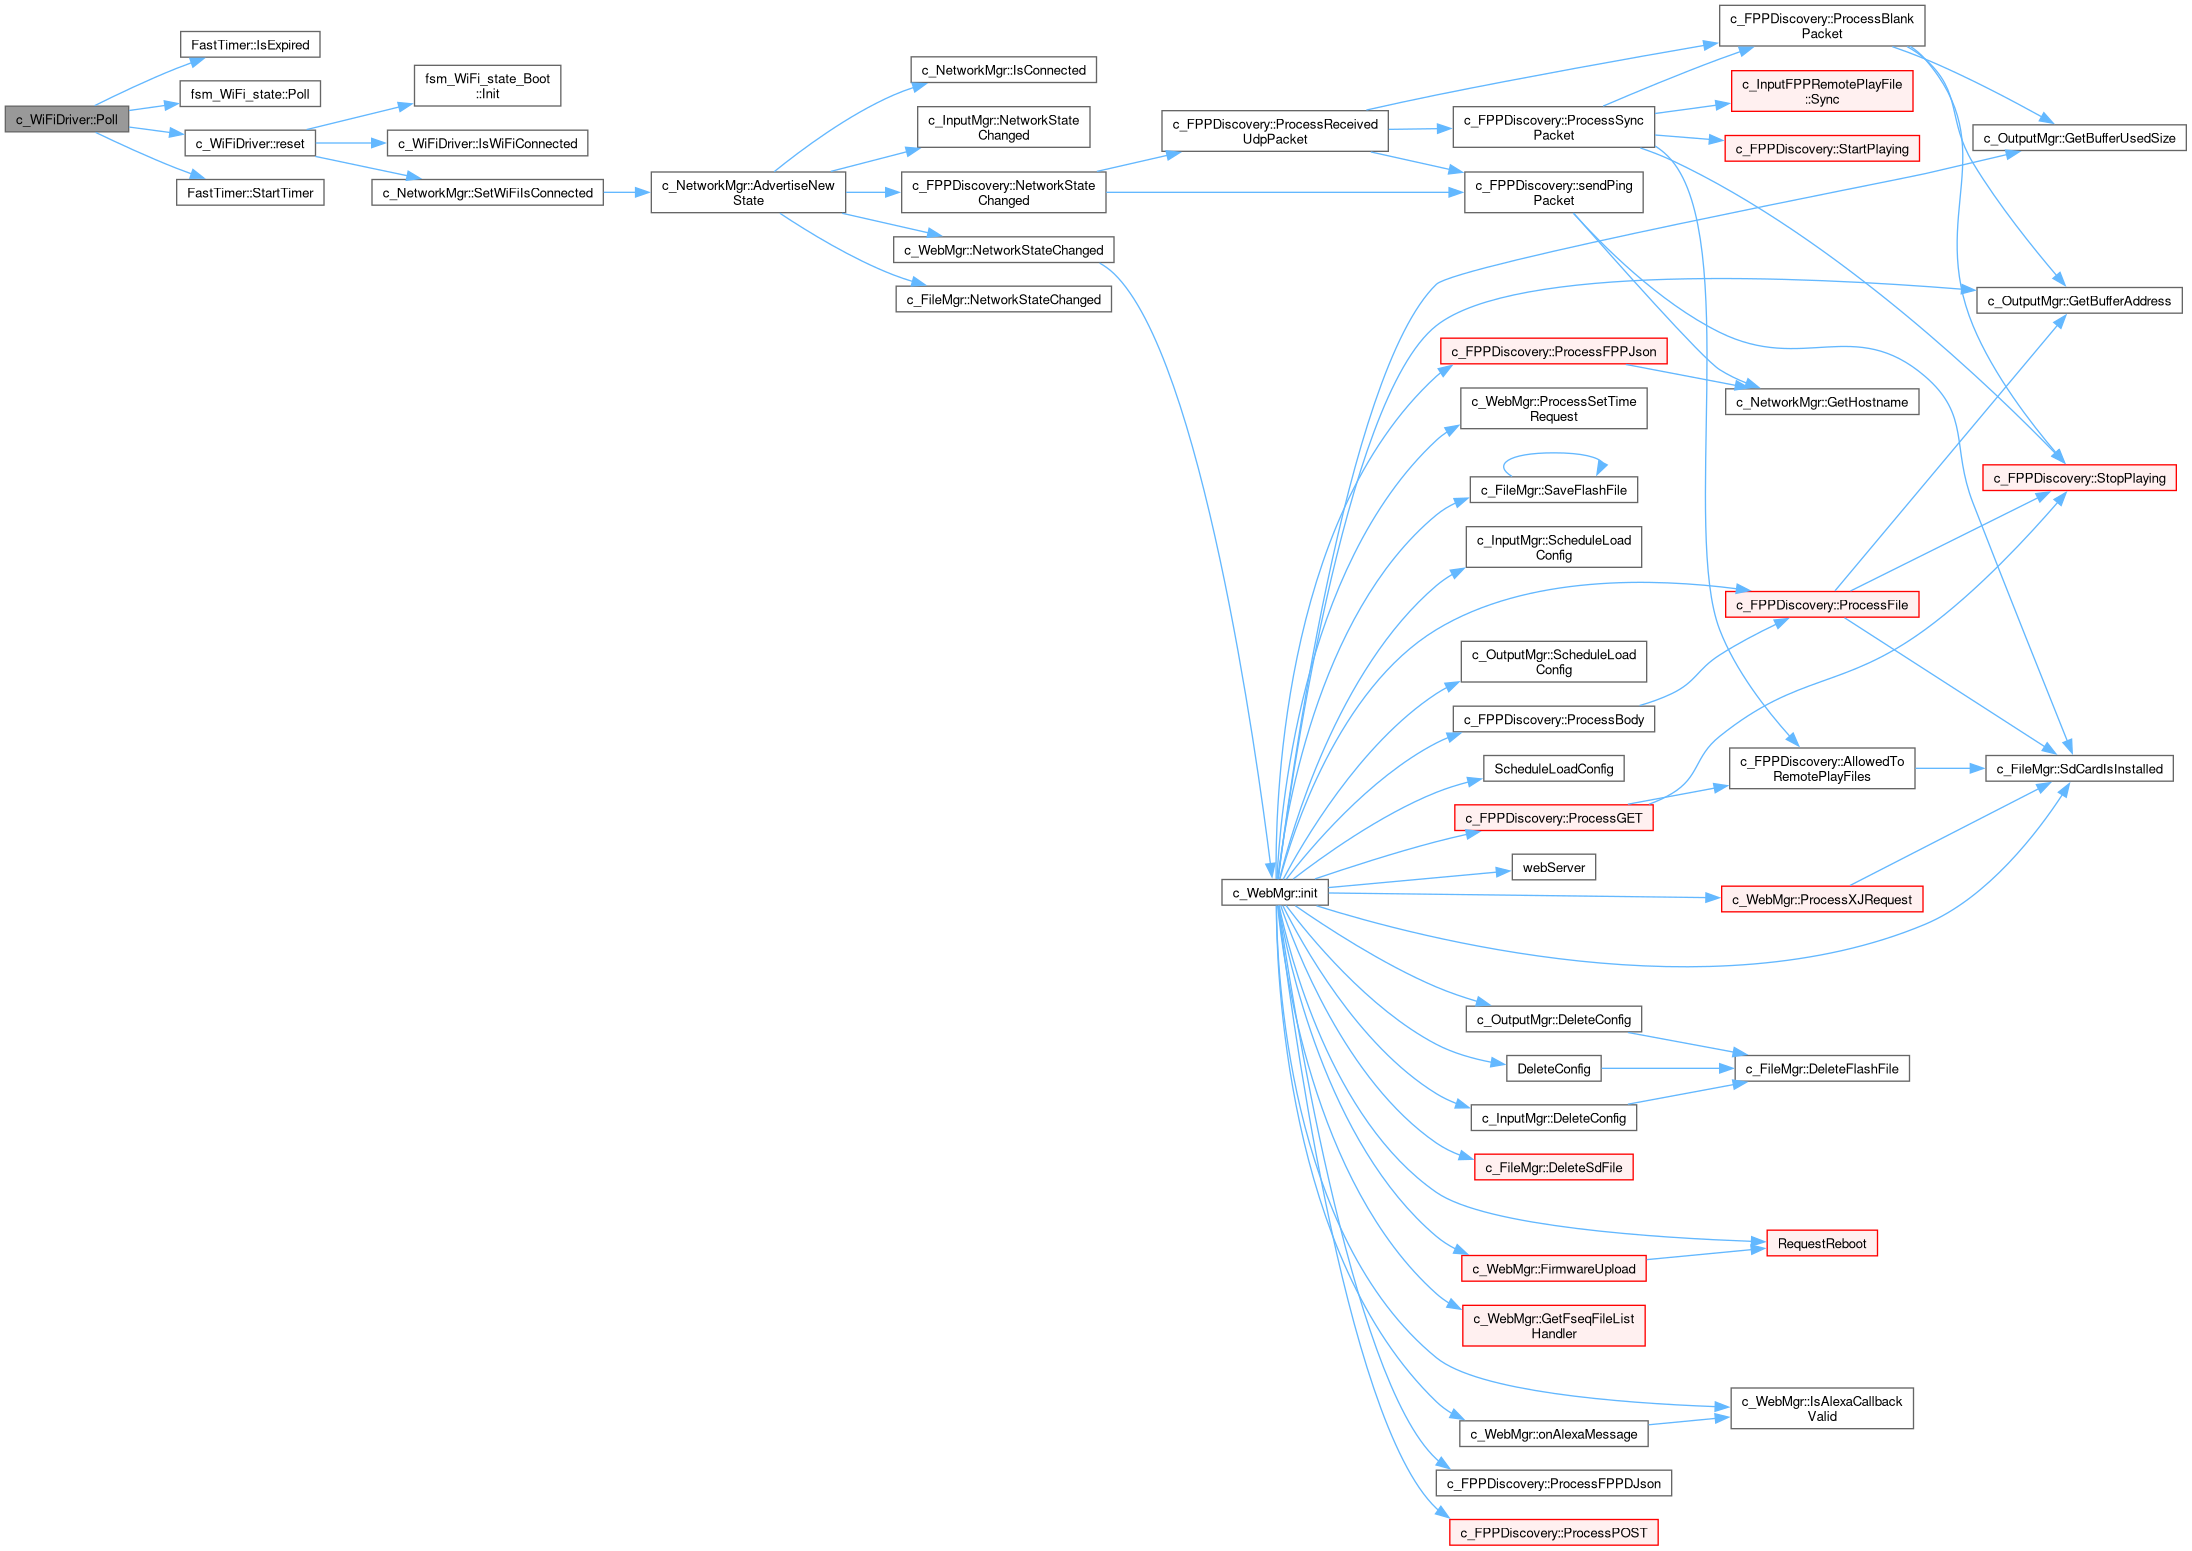 c_WiFiDriver::Poll
FastTimer::IsExpired
fsm_WiFi_state::Poll
c_WiFiDriver::reset
FastTimer::StartTimer
fsm_WiFi_state_Boot
::Init
c_WiFiDriver::IsWiFiConnected
c_NetworkMgr::SetWiFiIsConnected
c_NetworkMgr::AdvertiseNew
State
c_NetworkMgr::IsConnected
c_InputMgr::NetworkState
Changed
c_FPPDiscovery::NetworkState
Changed
c_WebMgr::NetworkStateChanged
c_FileMgr::NetworkStateChanged
c_FPPDiscovery::ProcessReceived
UdpPacket
c_WebMgr::init
c_FPPDiscovery::ProcessSync
Packet
c_FPPDiscovery::sendPing
Packet
c_FPPDiscovery::ProcessFPPJson
c_WebMgr::ProcessSetTime
Request
c_FileMgr::SaveFlashFile
c_InputMgr::ScheduleLoad
Config
c_OutputMgr::ScheduleLoad
Config
c_FPPDiscovery::ProcessBody
ScheduleLoadConfig
c_FPPDiscovery::ProcessGET
webServer
c_OutputMgr::DeleteConfig
DeleteConfig
c_InputMgr::DeleteConfig
c_FileMgr::DeleteSdFile
c_WebMgr::FirmwareUpload
c_WebMgr::GetFseqFileList
Handler
c_WebMgr::onAlexaMessage
c_FPPDiscovery::ProcessFPPDJson
c_FPPDiscovery::ProcessPOST
c_FPPDiscovery::ProcessBlank
Packet
c_InputFPPRemotePlayFile
::Sync
c_FPPDiscovery::StartPlaying
c_NetworkMgr::GetHostname
c_FPPDiscovery::ProcessFile
c_FPPDiscovery::AllowedTo
RemotePlayFiles
c_WebMgr::ProcessXJRequest
c_FileMgr::DeleteFlashFile
RequestReboot
c_WebMgr::IsAlexaCallback
Valid
c_OutputMgr::GetBufferUsedSize
c_OutputMgr::GetBufferAddress
c_FPPDiscovery::StopPlaying
c_FileMgr::SdCardIsInstalled